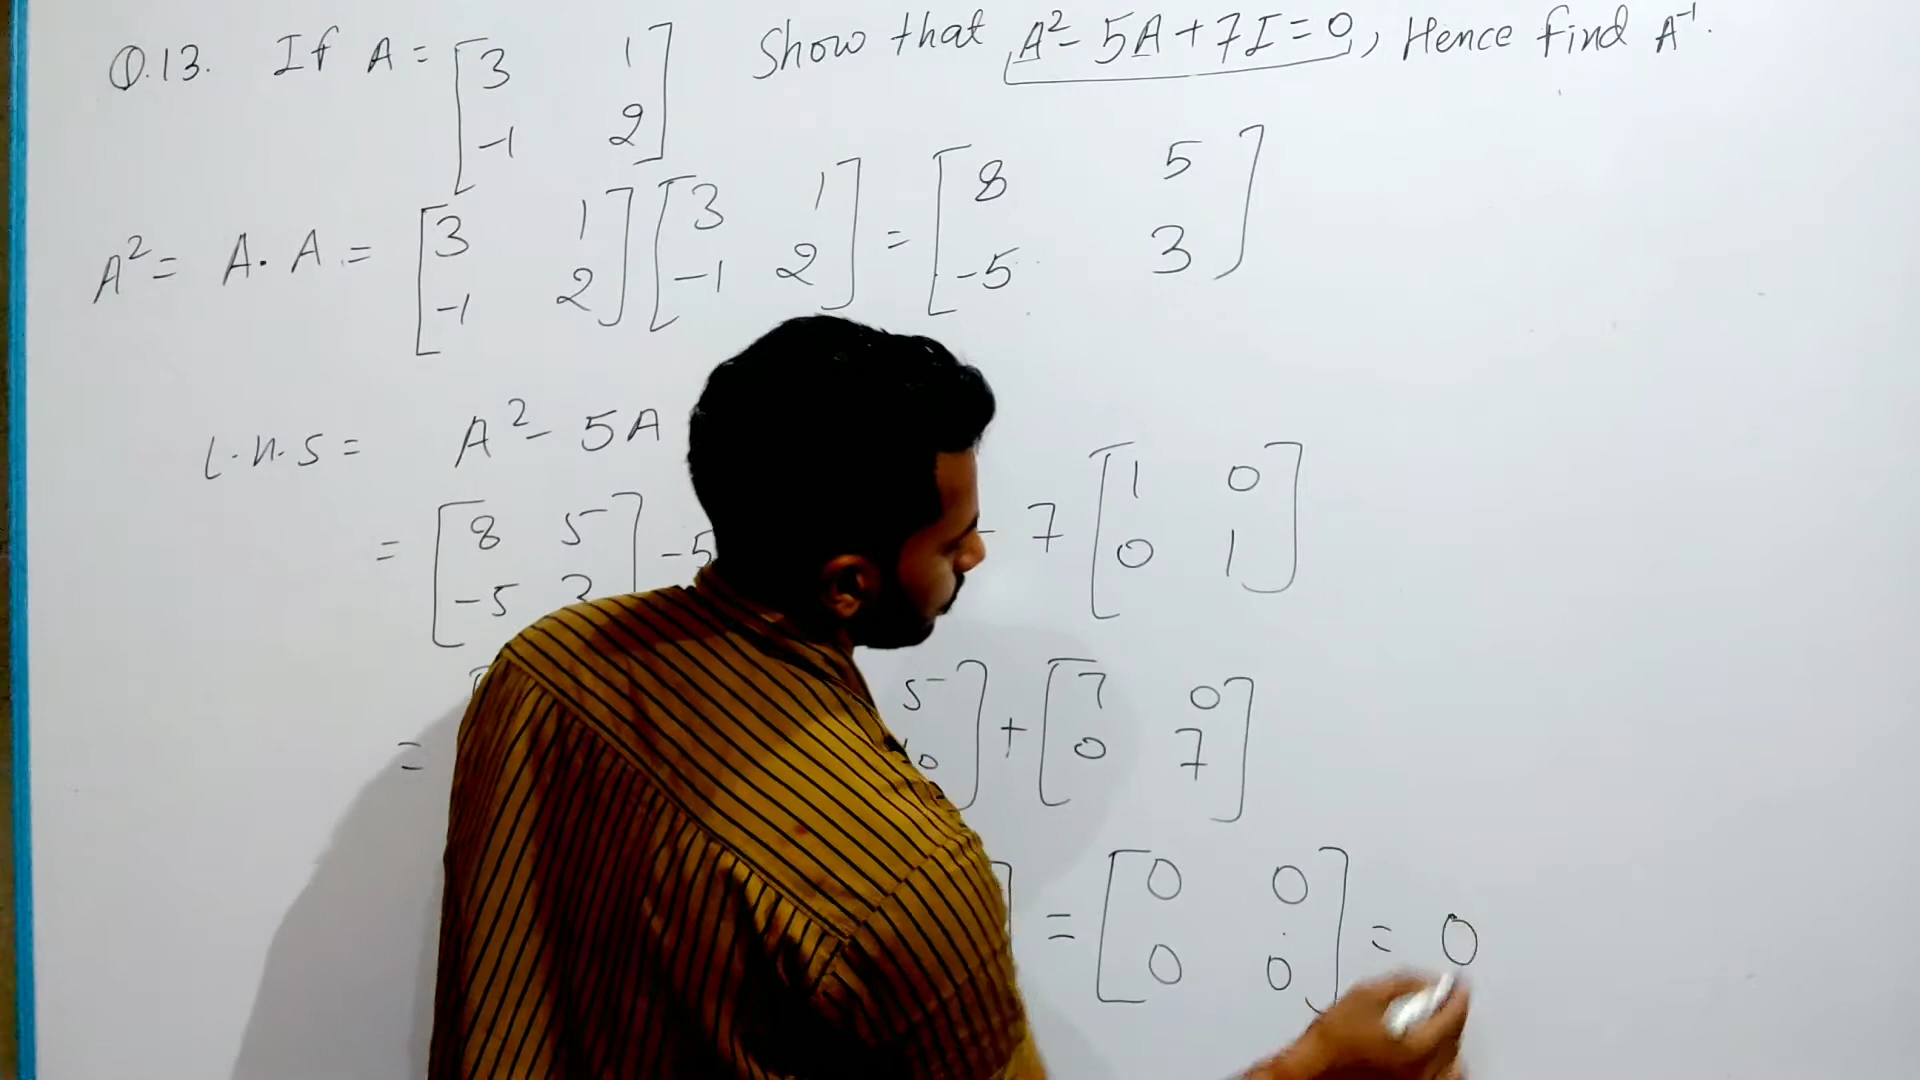 Q.13. If A = [3 1 Show that A²- 5A + 7I = 0, Hence find A⁻¹.
-1 2]
A² = A. A = [3 1 [3 1 = [8 5
-1 2] -1 2] -5 3]
L.H.S = A² - 5A
= [8 5 - 5 7 [1 0
-5 3] 0 1]
= 5 + [7 0
10] 0 7]
] = [0 0 = 0
0 0]